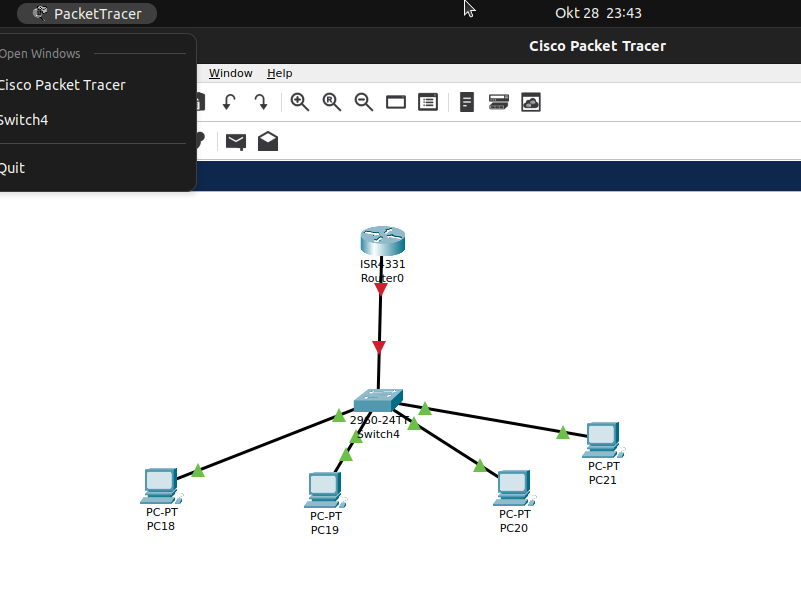 PacketTracer
Okt 28 23:43
Open Windows
Cisco Packet Tracer
Cisco Packet Tracer
Window Help
Switch4
Quit
ISR4331
Router0
2960-24TT
Switch4
PC-PT
PC21
PC-PT
PC18
PC-PT
PC19
PC-PT
PC20